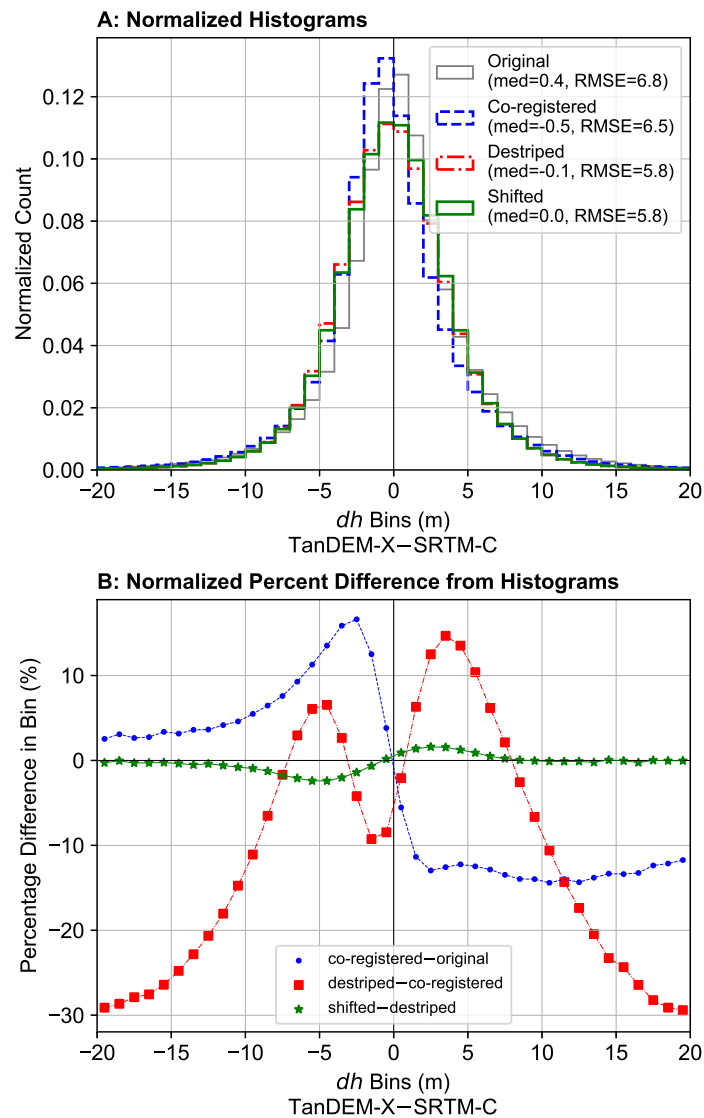 A: Normalized Histograms
Original
(med=0.4, RMSE=6.8)
Co-registered
(med=-0.5, RMSE=6.5)
Destriped
(med=-0.1, RMSE=5.8)
Shifted
(med=0.0, RMSE=5.8)
Normalized Count
0.12
0.10
0.08
0.06
0.04
0.02
0.00
−20 −15 −10 −5 0 5 10 15 20
dh Bins (m)
TanDEM-X−SRTM-C
B: Normalized Percent Difference from Histograms
Percentage Difference in Bin (%)
10
0
−10
−20
−30
co-registered−original
destriped−co-registered
shifted−destriped
−20 −15 −10 −5 0 5 10 15 20
dh Bins (m)
TanDEM-X−SRTM-C